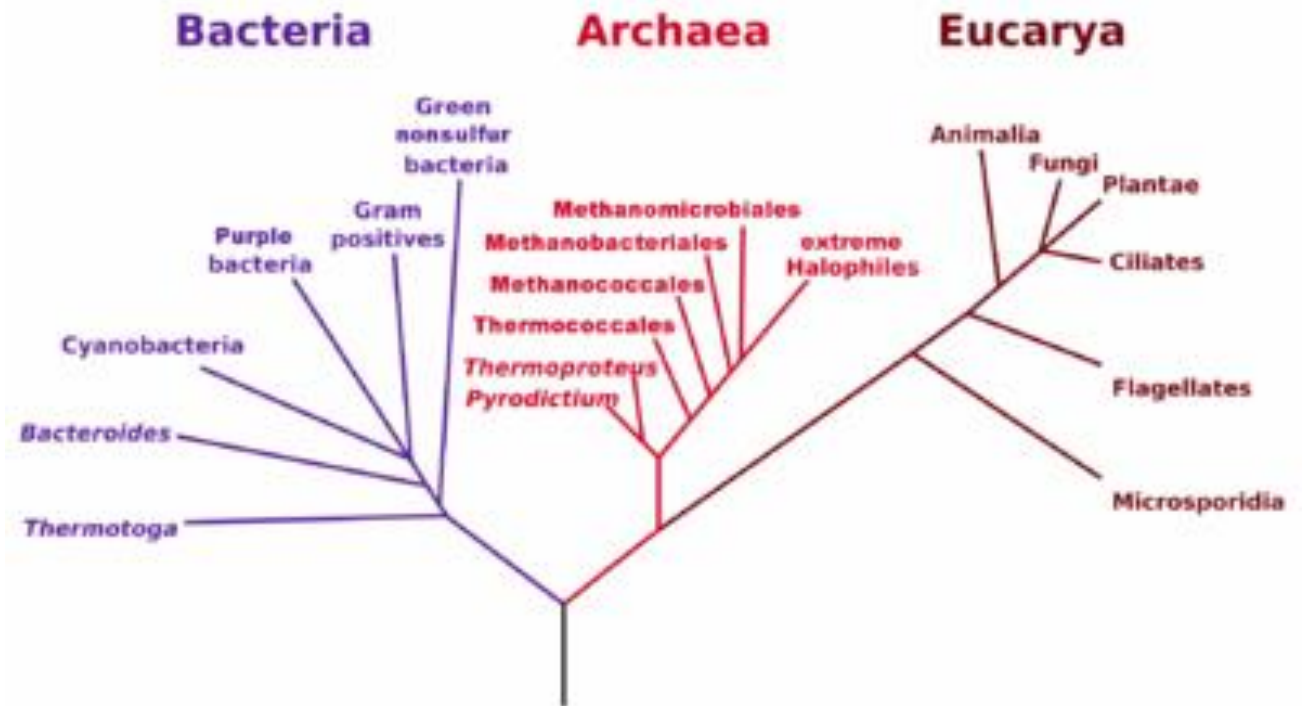 Bacteria
Archaea
Eucarya
Green
nonsulfur
bacteria
Gram
positives
Purple
bacteria
Cyanobacteria
Bacteroides
Thermotoga
Methanomicrobiales
Methanobacteriales
Methanococcales
Thermococcales
Thermoproteus
Pyrodictium
extreme
Halophiles
Animalia
Fungi
Plantae
Ciliates
Flagellates
Microsporidia